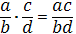 a/b · c/d = ac/bd